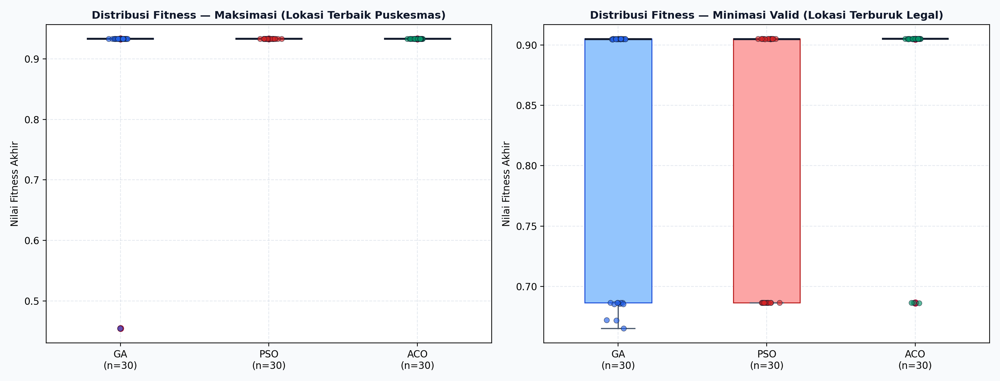 Distribusi Fitness — Maksimasi (Lokasi Terbaik Puskesmas)
Nilai Fitness Akhir
0.9
0.8
0.7
0.6
0.5
GA
(n=30)
PSO
(n=30)
ACO
(n=30)
Distribusi Fitness — Minimasi Valid (Lokasi Terburuk Legal)
Nilai Fitness Akhir
0.90
0.85
0.80
0.75
0.70
GA
(n=30)
PSO
(n=30)
ACO
(n=30)